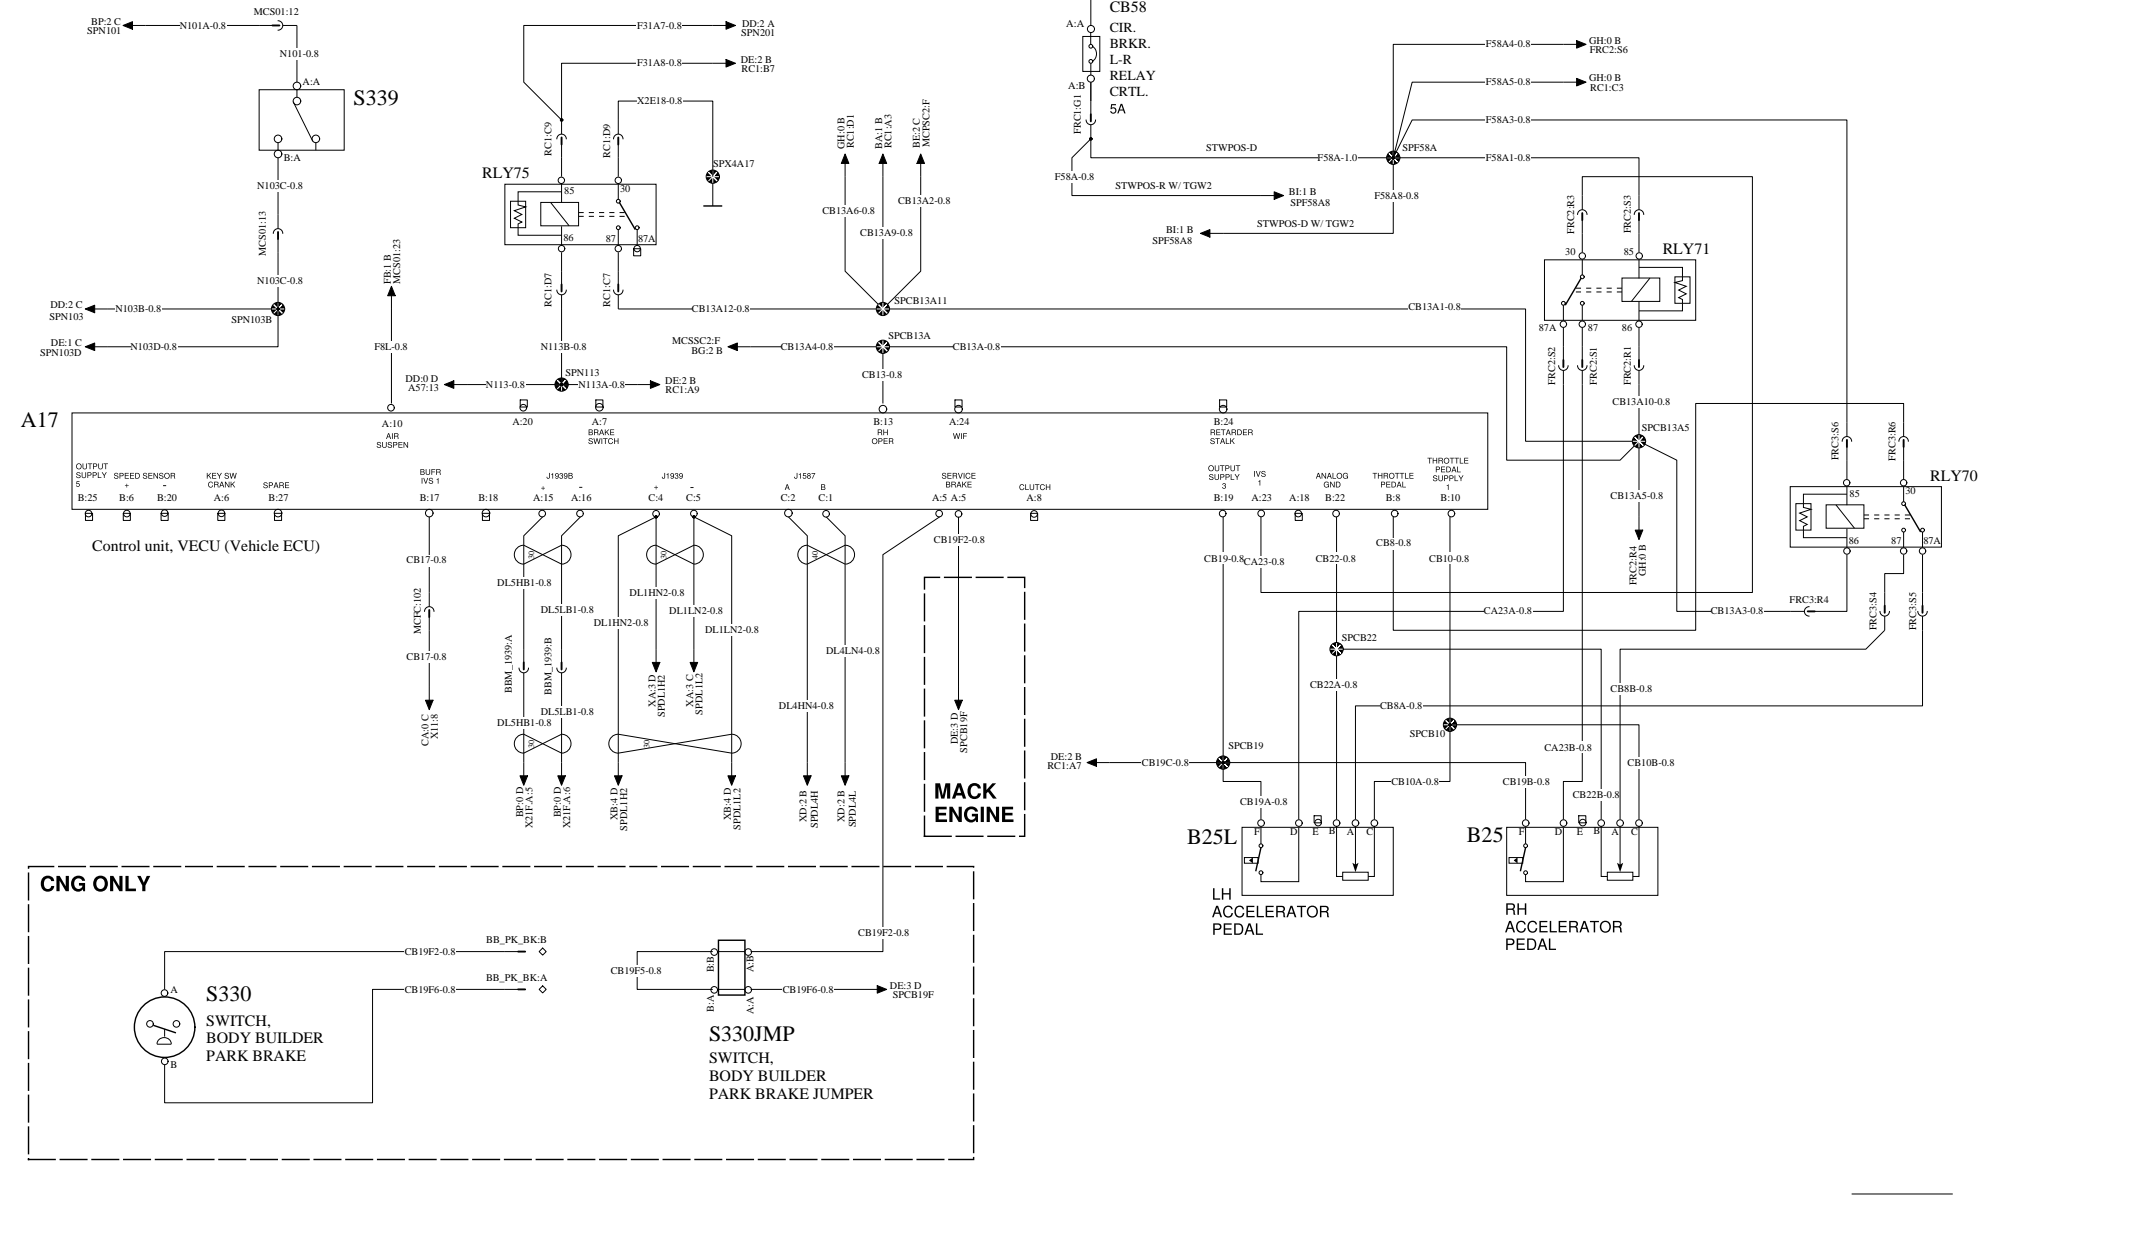 BP:2 C
SPN101
N101A-0.8
MCS01:12
N101-0.8
A:A
S339
B:A
N103C-0.8
MCS01:13
N103C-0.8
DD:2 C
SPN103
N103B-0.8
SPN103B
DE:1 C
SPN103D
N103D-0.8
FB:1 B
MCS01:23
F8L-0.8
F31A7-0.8
DD:2 A
SPN201
F31A8-0.8
DE:2 B
RC1:B7
X2E18-0.8
RC1:C9
RC1:D9
SPX4A17
RLY75
85
30
86
87
87A
RC1:D7
RC1:C7
N113B-0.8
SPN113
DD:0 D
A57:13
N113-0.8
N113A-0.8
DE:2 B
RC1:A9
GH:0 B
RC1:D1
BA:1 B
RC1:A3
BE:2 C
MCPSC2:F
CB13A6-0.8
CB13A9-0.8
CB13A2-0.8
CB13A12-0.8
SPCB13A11
CB13A1-0.8
MCSSC2:F
BG:2 B
CB13A4-0.8
SPCB13A
CB13A-0.8
CB13-0.8
CB58
CIR.
BRKR.
L-R
RELAY
CRTL.
5A
A:A
A:B
FRC1:G1
F58A-0.8
STWPOS-D
F58A-1.0
SPF58A
STWPOS-R W/ TGW2
BI:1 B
SPF58A8
STWPOS-D W/ TGW2
BI:1 B
SPF58A8
F58A8-0.8
F58A4-0.8
GH:0 B
FRC2:S6
F58A5-0.8
GH:0 B
RC1:C3
F58A3-0.8
F58A1-0.8
FRC2:R3
FRC2:S3
RLY71
30
85
87A
87
86
FRC2:S2
FRC2:S1
FRC2:R1
CB13A10-0.8
SPCB13A5
CB13A5-0.8
FRC2:R4
GH:0 B
FRC3:S6
FRC3:R6
RLY70
85
30
86
87
87A
FRC3:R4
CB13A3-0.8
FRC3:S4
FRC3:S5
A17
A:10
AIR
SUSPEN
A:20
A:7
BRAKE
SWITCH
B:13
RH
OPER
A:24
WIF
B:24
RETARDER
STALK
OUTPUT
SUPPLY
5
B:25
SPEED SENSOR
+
-
B:6
B:20
KEY SW
CRANK
A:6
SPARE
B:27
BUFR
IVS 1
B:17
B:18
J1939B
+
-
A:15
A:16
J1939
+
-
C:4
C:5
J1587
A
B
C:2
C:1
SERVICE
BRAKE
A:5
A:5
CLUTCH
A:8
OUTPUT
SUPPLY
3
B:19
IVS
1
A:23
A:18
ANALOG
GND
B:22
THROTTLE
PEDAL
B:8
THROTTLE
PEDAL
SUPPLY
1
B:10
Control unit, VECU (Vehicle ECU)
CB17-0.8
MCFC:102
CB17-0.8
CA:0 C
X11:8
30
DL5HB1-0.8
DL5LB1-0.8
BBM_1939:A
BBM_1939:B
DL5HB1-0.8
DL5LB1-0.8
30
BP:0 D
X21F.A:5
BP:0 D
X21F.A:6
30
DL1HN2-0.8
DL1LN2-0.8
DL1HN2-0.8
DL1LN2-0.8
XA:3 D
SPDL1H2
XA:3 C
SPDL1L2
30
XB:4 D
SPDL1H2
XB:4 D
SPDL1L2
40
DL4LN4-0.8
DL4HN4-0.8
XD:2 B
SPDL4H
XD:2 B
SPDL4L
CB19F2-0.8
DE:3 D
SPCB19F
MACK
ENGINE
CB19-0.8
CA23-0.8
CB22-0.8
CB8-0.8
CB10-0.8
CA23A-0.8
SPCB22
CB22A-0.8
CB8B-0.8
CB8A-0.8
SPCB10
SPCB19
DE:2 B
RC1:A7
CB19C-0.8
CA23B-0.8
CB10B-0.8
CB10A-0.8
CB19B-0.8
CB22B-0.8
CB19A-0.8
B25L
F
D
E
B
A
C
LH
ACCELERATOR
PEDAL
B25
F
D
E
B
A
C
RH
ACCELERATOR
PEDAL
CNG ONLY
CB19F2-0.8
BB_PK_BK:B
BB_PK_BK:A
CB19F6-0.8
A
B
S330
SWITCH,
BODY BUILDER
PARK BRAKE
CB19F5-0.8
B:B
A:B
B:A
A:A
CB19F2-0.8
CB19F6-0.8
DE:3 D
SPCB19F
S330JMP
SWITCH,
BODY BUILDER
PARK BRAKE JUMPER